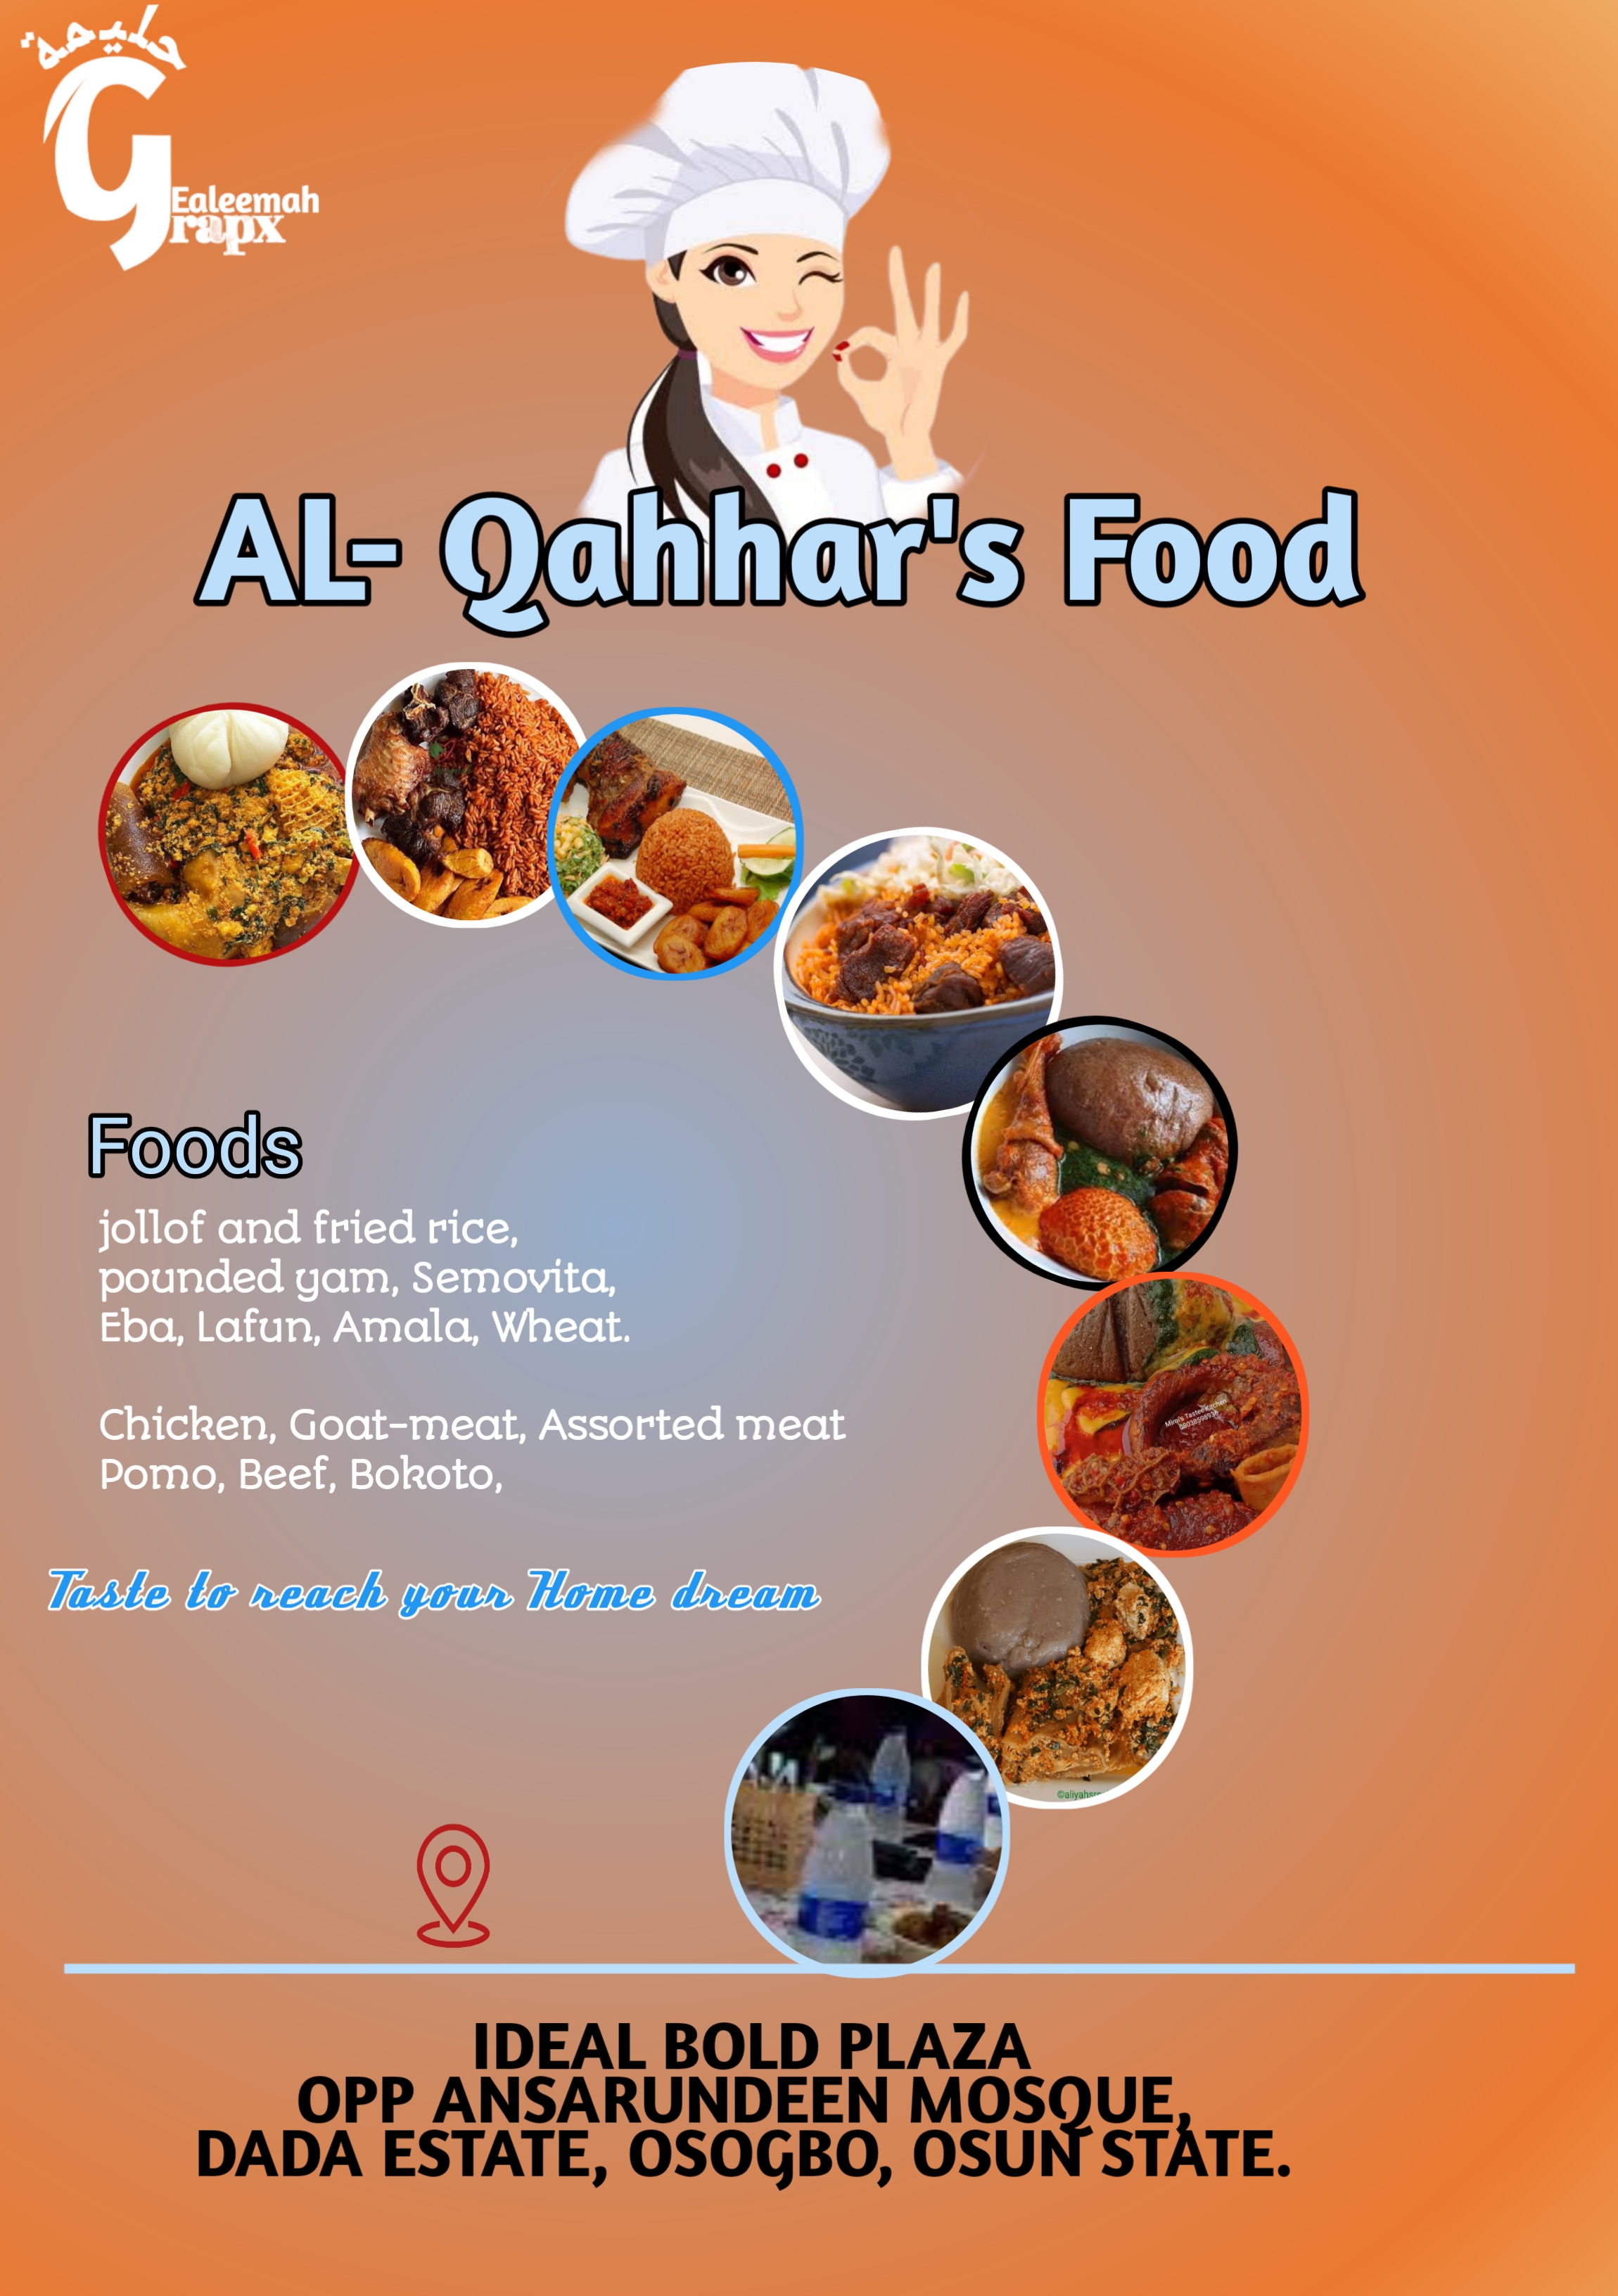 حليمة
G
Ealeemah
rapx
AL- Qahhar's Food
Foods
jollof and fried rice,
pounded yam, Semovita,
Eba, Lafun, Amala, Wheat.
Chicken, Goat-meat, Assorted meat
Pomo, Beef, Bokoto,
Taste to reach your Home dream
IDEAL BOLD PLAZA
OPP ANSARUNDEEN MOSQUE,
DADA ESTATE, OSOGBO, OSUN STATE.